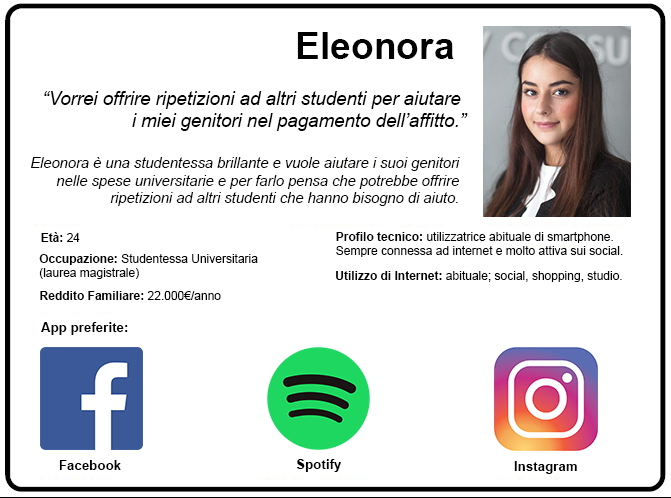 Eleonora
“Vorrei offrire ripetizioni ad altri studenti per aiutare
i miei genitori nel pagamento dell’affitto.”
Eleonora è una studentessa brillante e vuole aiutare i suoi genitori
nelle spese universitarie e per farlo pensa che potrebbe offrire
ripetizioni ad altri studenti che hanno bisogno di aiuto.
Età: 24
Occupazione: Studentessa Universitaria
(laurea magistrale)
Reddito Familiare: 22.000€/anno
Profilo tecnico: utilizzatrice abituale di smartphone.
Sempre connessa ad internet e molto attiva sui social.
Utilizzo di Internet: abituale; social, shopping, studio.
App preferite:
Facebook
Spotify
Instagram